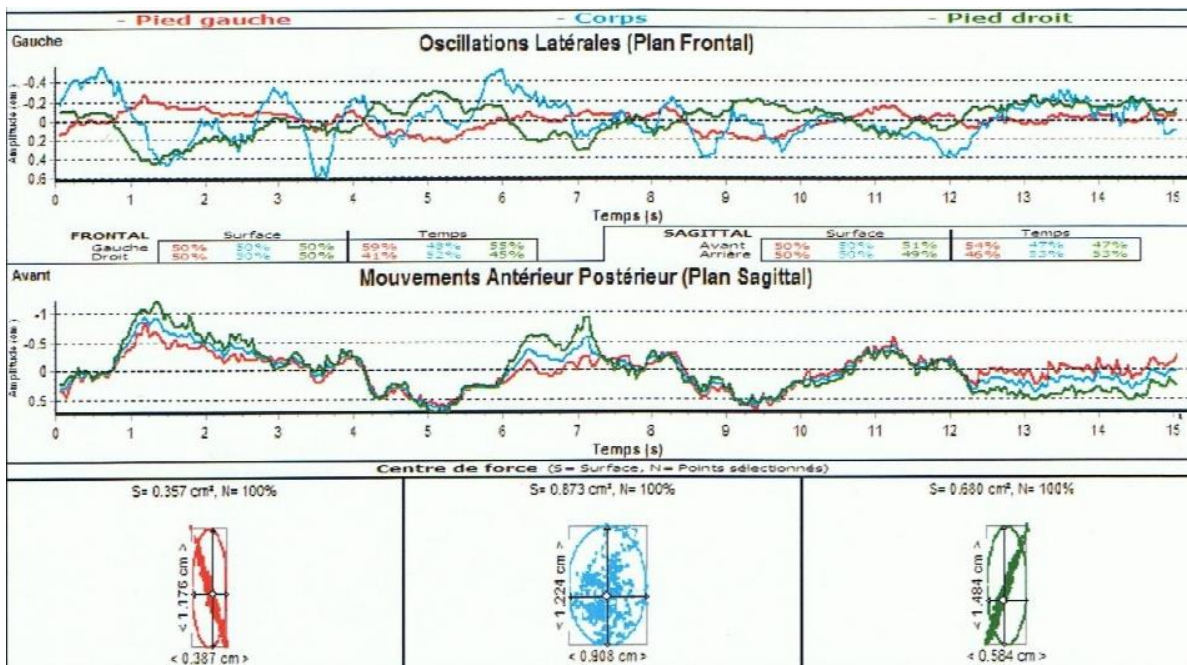 - Pied gauche - Corps - Pied droit
Gauche
Oscillations Latérales (Plan Frontal)
Amplitude (cm)
-0.4
-0.2
0
0.2
0.4
0.6
0 1 2 3 4 5 6 7 8 9 10 11 12 13 14 15
Temps (s)
FRONTAL Surface Temps
Gauche 50% 50% 50% 59% 48% 55%
Droit 50% 50% 50% 41% 52% 45%
SAGITTAL Surface Temps
Avant 50% 50% 51% 54% 47% 47%
Arrière 50% 50% 49% 46% 53% 53%
Avant
Mouvements Antérieur Postérieur (Plan Sagittal)
Amplitude (cm)
-1
-0.5
0
0.5
0 1 2 3 4 5 6 7 8 9 10 11 12 13 14 15
Temps (s)
Centre de force (S= Surface, N= Points sélectionnés)
S= 0.357 cm², N= 100%
< 1.176 cm >
< 0.387 cm >
S= 0.873 cm², N= 100%
< 1.224 cm >
< 0.908 cm >
S= 0.680 cm², N= 100%
< 1.484 cm >
< 0.584 cm >